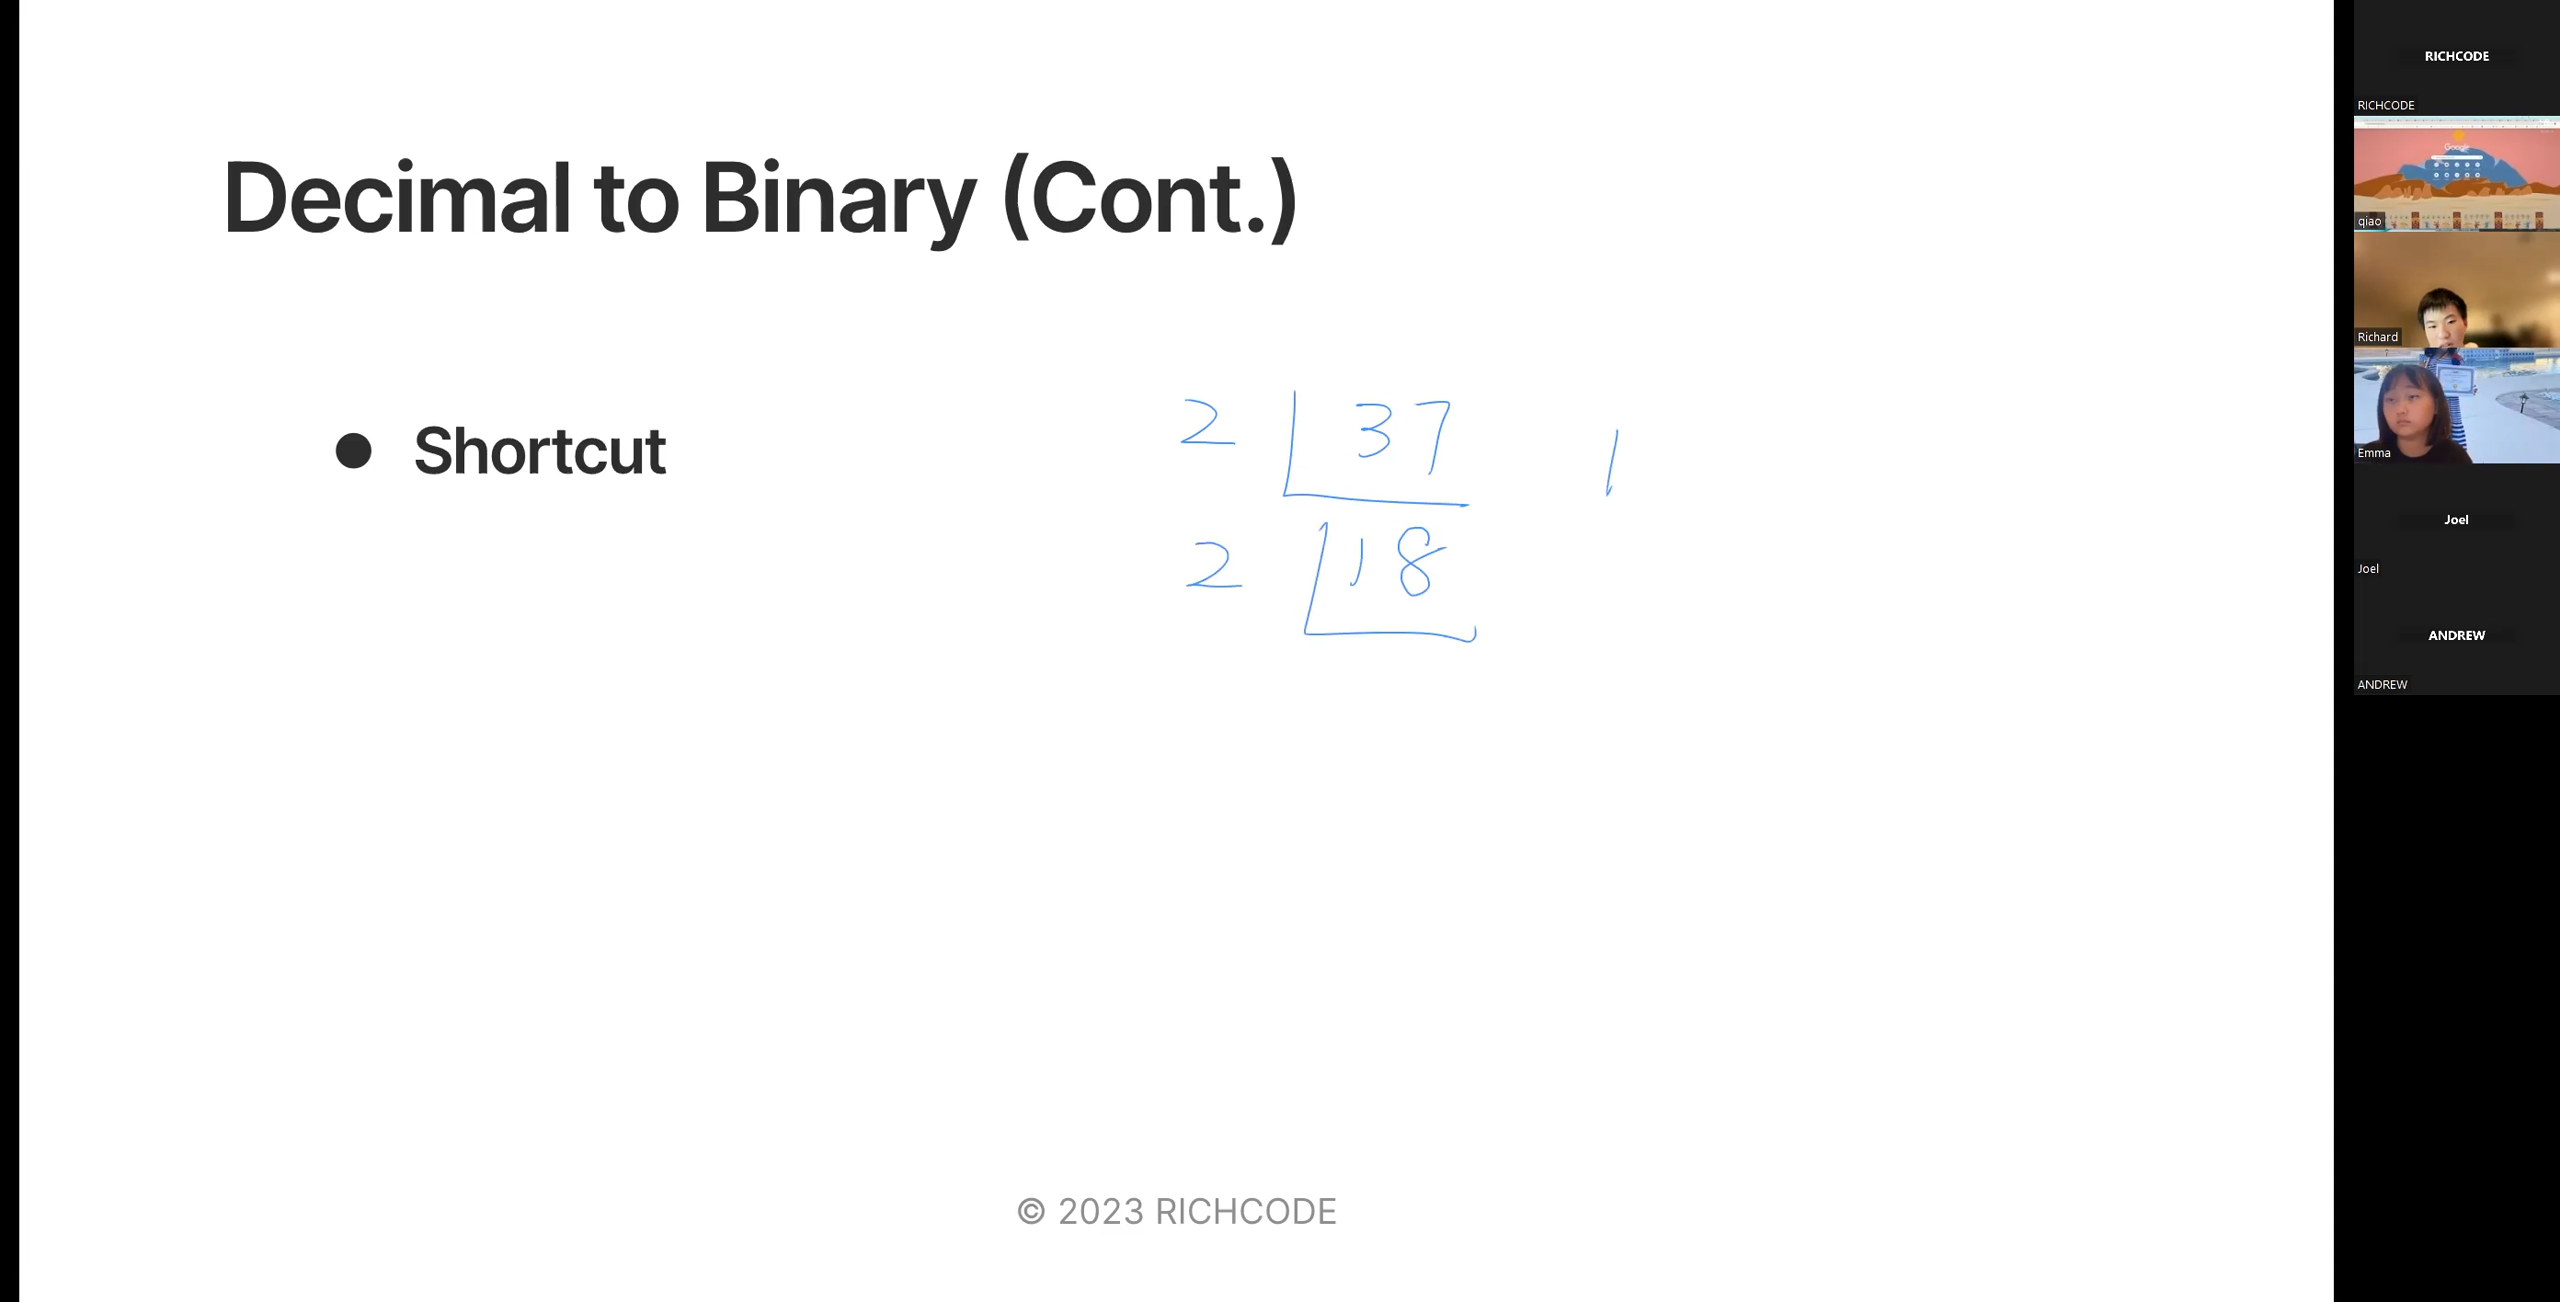 Decimal to Binary (Cont.)
● Shortcut
2 37 1
2 18
© 2023 RICHCODE
RICHCODE
RICHCODE
Google
qiao
Richard
Emma
Joel
Joel
ANDREW
ANDREW